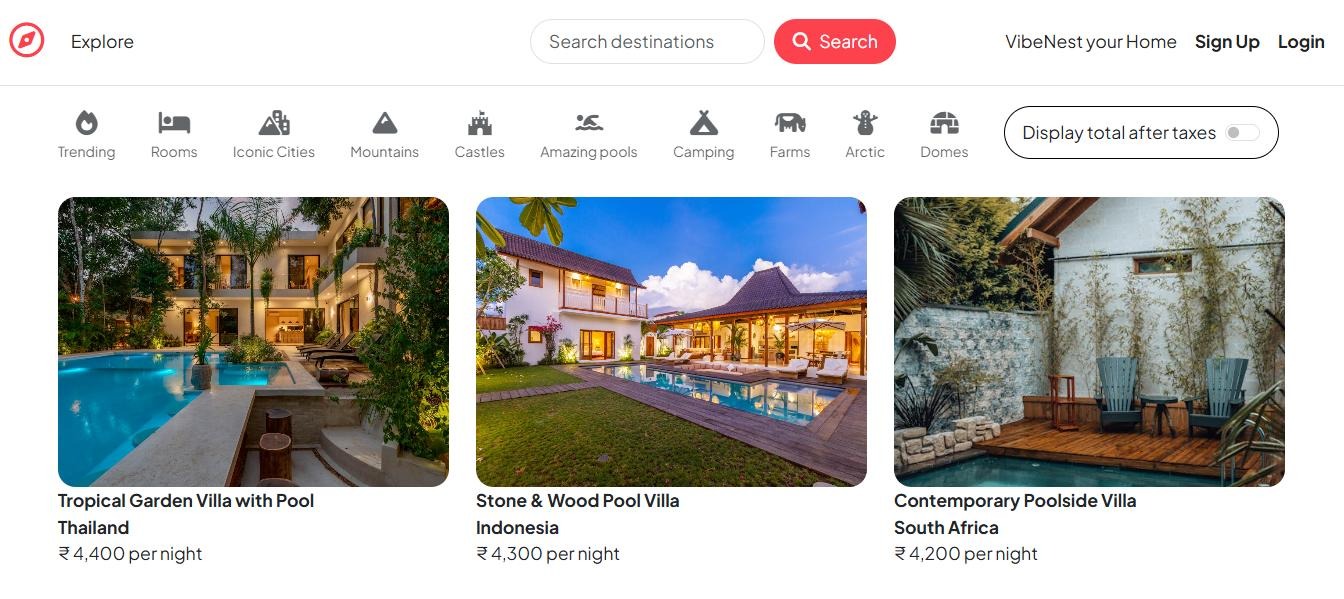 Explore
Search destinations
Search
VibeNest your Home
Sign Up
Login
Trending
Rooms
Iconic Cities
Mountains
Castles
Amazing pools
Camping
Farms
Arctic
Domes
Display total after taxes
Tropical Garden Villa with Pool
Thailand
₹ 4,400 per night
Stone & Wood Pool Villa
Indonesia
₹ 4,300 per night
Contemporary Poolside Villa
South Africa
₹ 4,200 per night